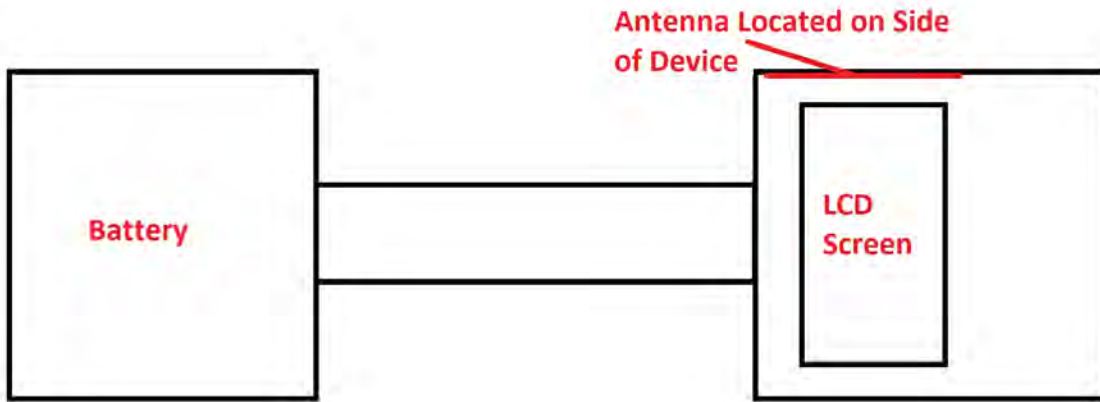 Antenna Located on Side
of Device
Battery
LCD
Screen